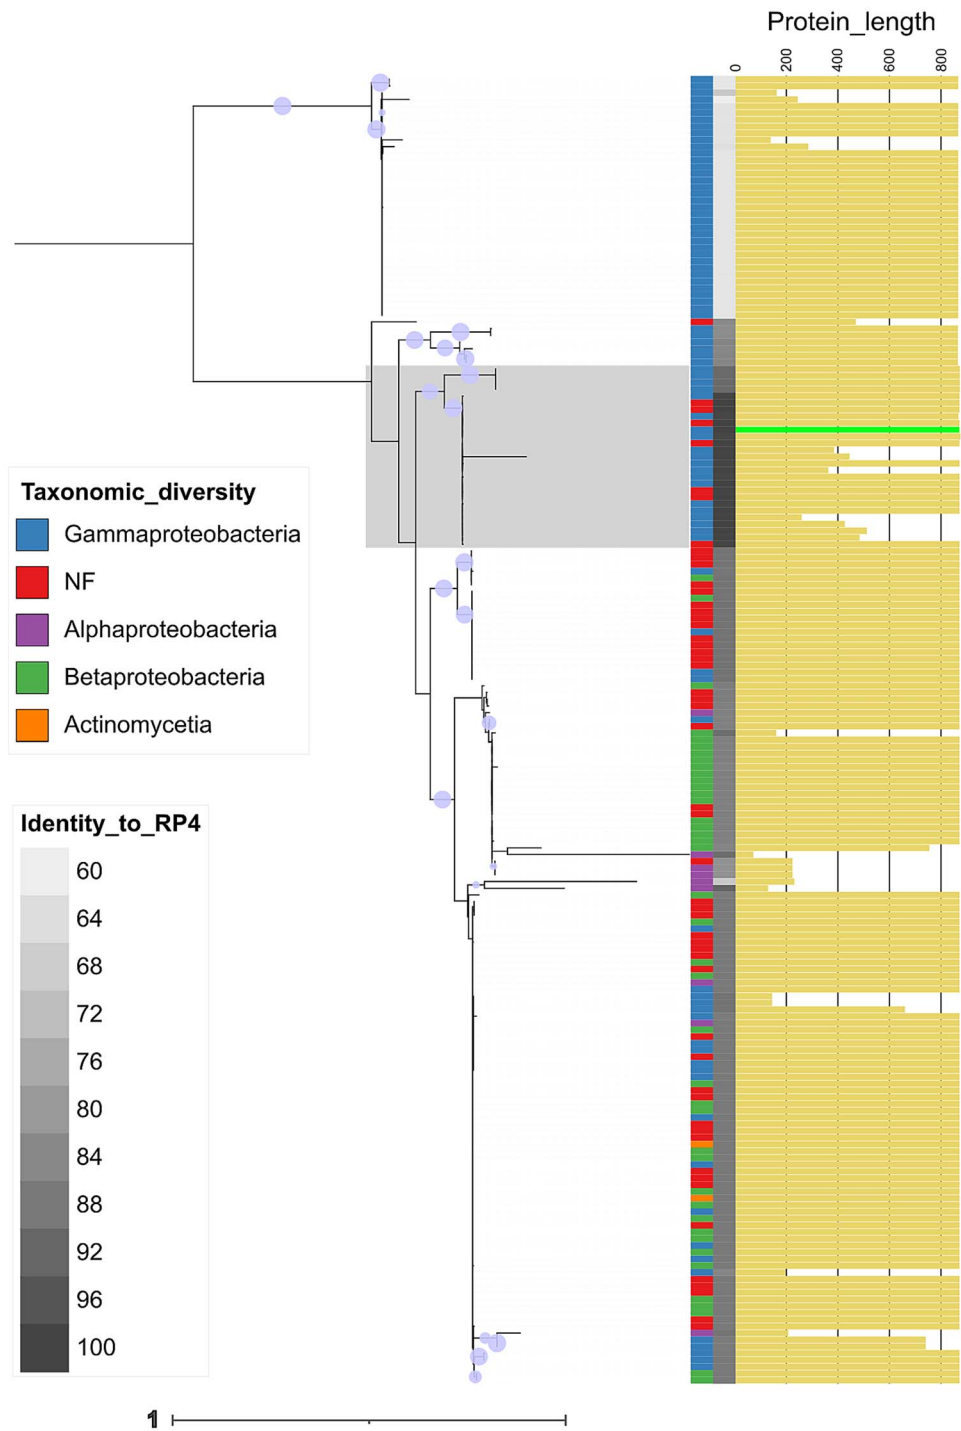 Protein_length
0
200
400
600
800
Taxonomic_diversity
Gammaproteobacteria
NF
Alphaproteobacteria
Betaproteobacteria
Actinomycetia
Identity_to_RP4
60
64
68
72
76
80
84
88
92
96
100
1